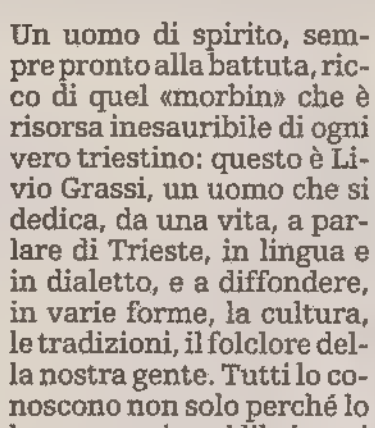 Un uomo di spirito, sem-
pre pronto alla battuta, ric-
co di quel «morbin» che è
risorsa inesauribile di ogni
vero triestino: questo è Li-
vio Grassi, un uomo che si
dedica, da una vita, a par-
lare di Trieste, in lingua e
in dialetto, e a diffondere,
in varie forme, la cultura,
le tradizioni, il folclore del-
la nostra gente. Tutti lo co-
noscono non solo perché lo